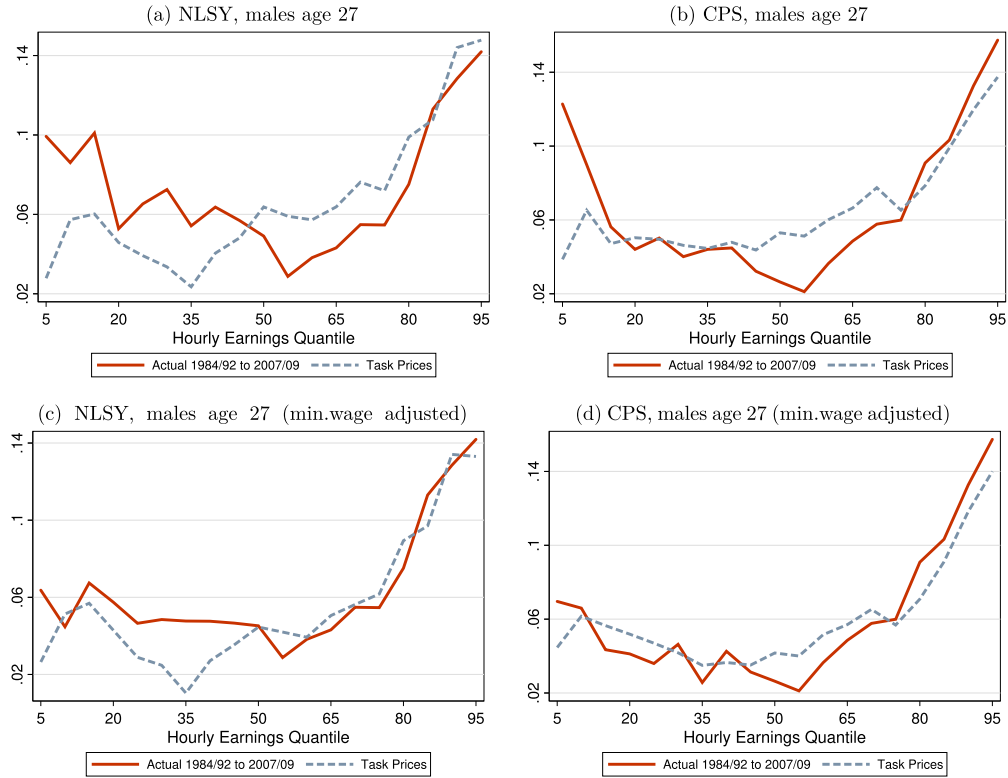 (a) NLSY, males age 27
.14
.1
.06
.02
5 20 35 50 65 80 95
Hourly Earnings Quantile
Actual 1984/92 to 2007/09 Task Prices
(b) CPS, males age 27
.14
.1
.06
.02
5 20 35 50 65 80 95
Hourly Earnings Quantile
Actual 1984/92 to 2007/09 Task Prices
(c) NLSY, males age 27 (min.wage adjusted)
.14
.1
.06
.02
5 20 35 50 65 80 95
Hourly Earnings Quantile
Actual 1984/92 to 2007/09 Task Prices
(d) CPS, males age 27 (min.wage adjusted)
.14
.1
.06
.02
5 20 35 50 65 80 95
Hourly Earnings Quantile
Actual 1984/92 to 2007/09 Task Prices